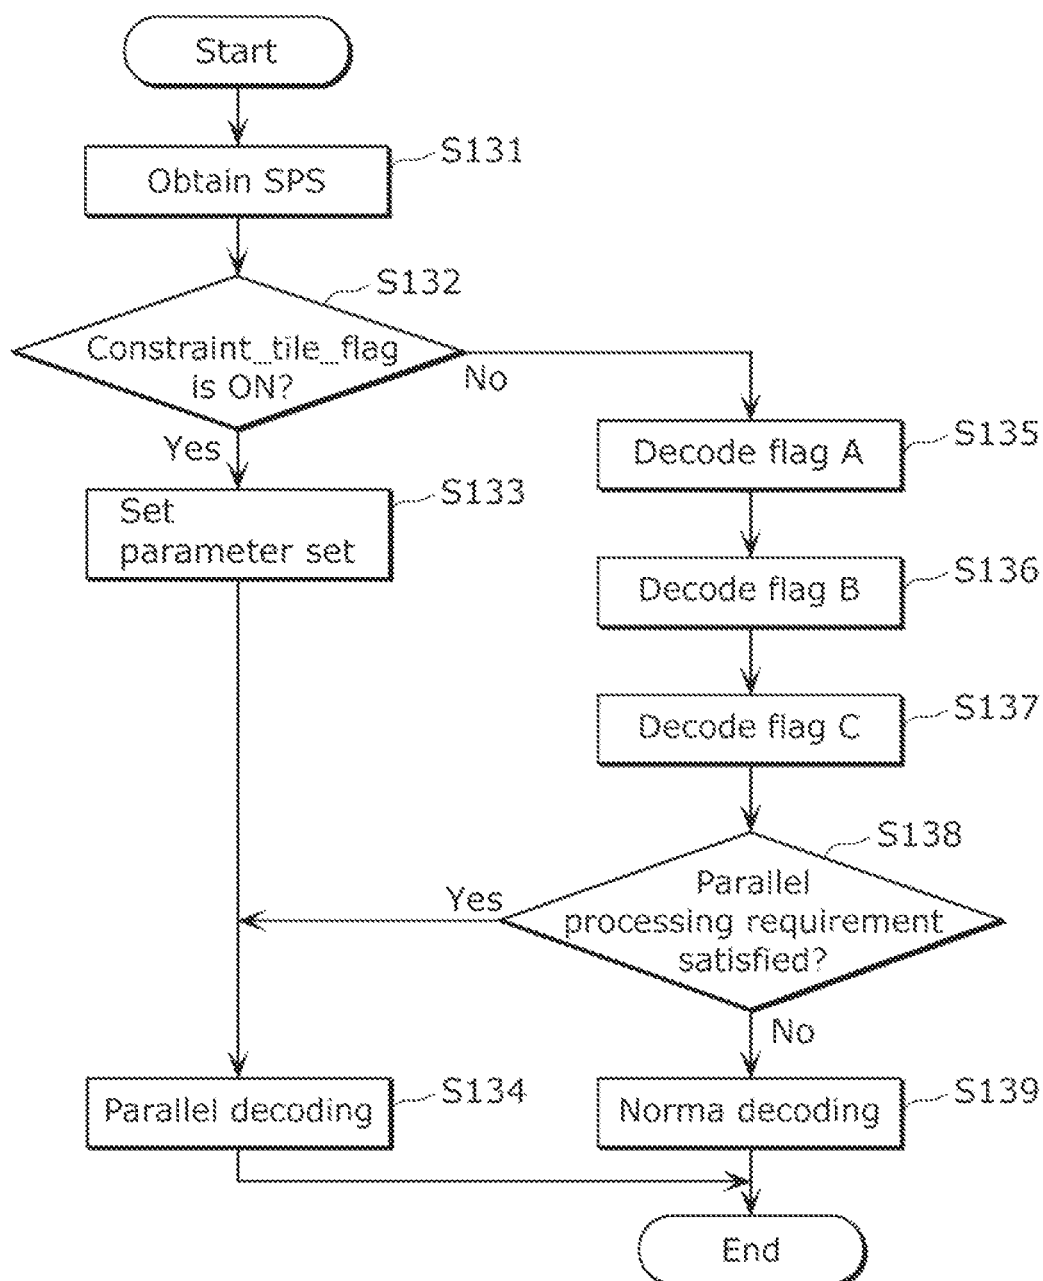 Start
Obtain SPS
S131
Constraint_tile_flag
is ON?
S132
Yes
No
Set
parameter set
S133
Decode flag A
S135
Decode flag B
S136
Decode flag C
S137
Parallel
processing requirement
satisfied?
S138
Yes
No
Parallel decoding
S134
Norma decoding
S139
End